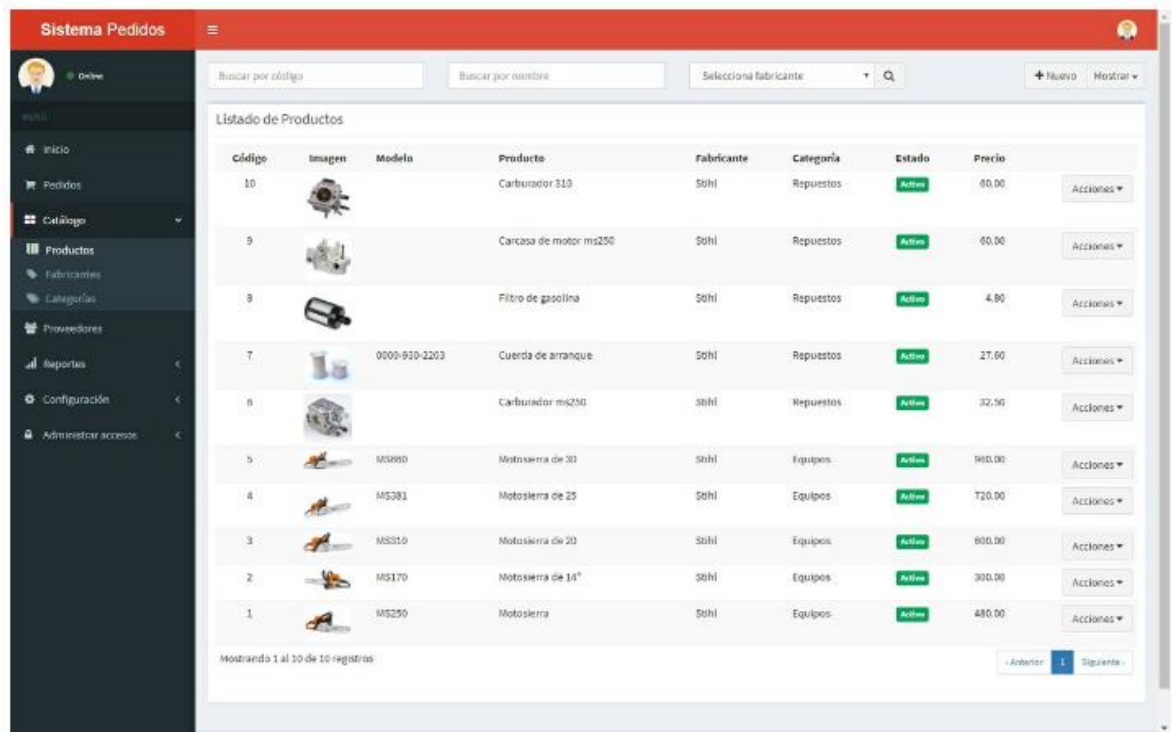 Sistema Pedidos
Online
MENÚ
Inicio
Pedidos
Catálogo
Productos
Fabricantes
Categorías
Proveedores
Reportes
Configuración
Administrar accesos
Buscar por código Buscar por nombre Selecciona fabricante Nuevo Mostrar
Listado de Productos
Código Imagen Modelo Producto Fabricante Categoría Estado Precio
10 Carburador 310 Stihl Repuestos Activo 60.00 Acciones
9 Carcasa de motor ms250 Stihl Repuestos Activo 60.00 Acciones
8 Filtro de gasolina Stihl Repuestos Activo 4.80 Acciones
7 0000-930-2203 Cuerda de arranque Stihl Repuestos Activo 27.60 Acciones
6 Carburador ms250 Stihl Repuestos Activo 32.50 Acciones
5 MS660 Motosierra de 30 Stihl Equipos Activo 960.00 Acciones
4 MS381 Motosierra de 25 Stihl Equipos Activo 720.00 Acciones
3 MS310 Motosierra de 20 Stihl Equipos Activo 600.00 Acciones
2 MS170 Motosierra de 14" Stihl Equipos Activo 300.00 Acciones
1 MS250 Motosierra Stihl Equipos Activo 480.00 Acciones
Mostrando 1 al 10 de 10 registros
‹ Anterior 1 Siguiente ›